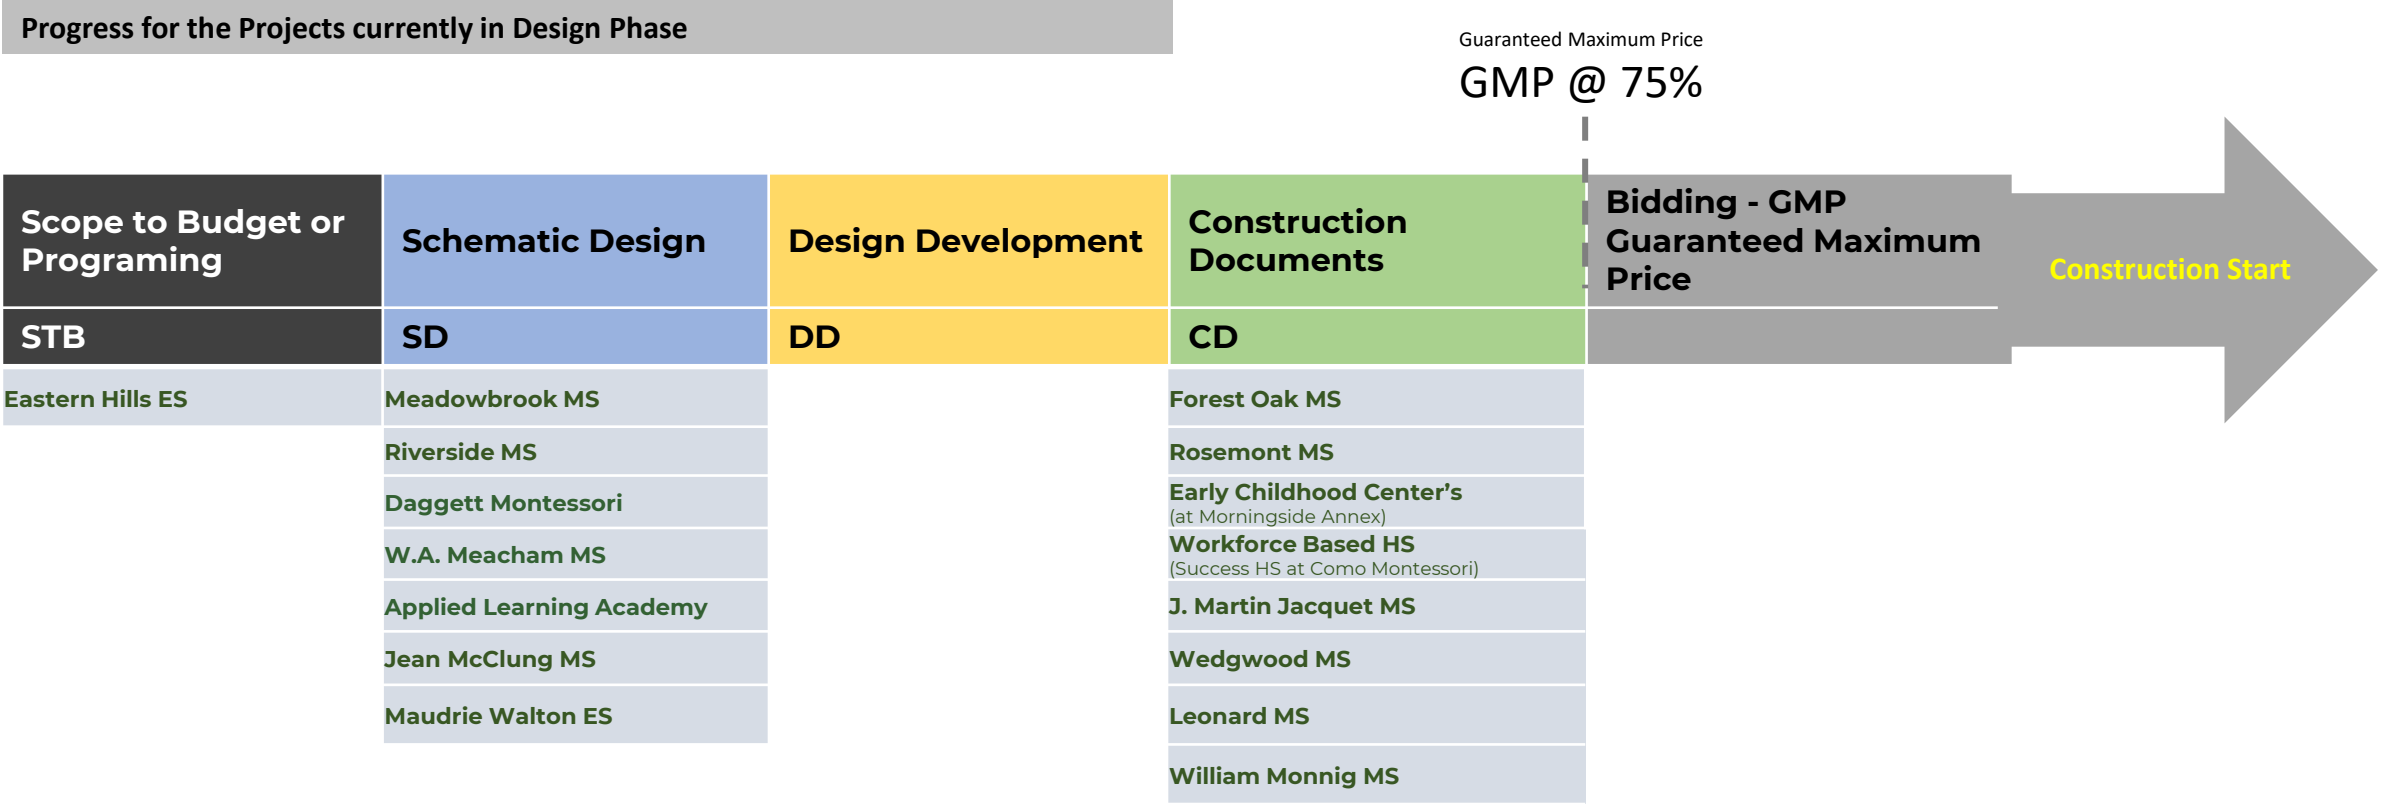 Progress for the Projects currently in Design Phase
Guaranteed Maximum Price
GMP @ 75%
Scope to Budget or
Programing
Schematic Design
Design Development
Construction
Documents
Bidding - GMP
Guaranteed Maximum
Price
Construction Start
STB
SD
DD
CD
Eastern Hills ES
Meadowbrook MS
Forest Oak MS
Riverside MS
Rosemont MS
Daggett Montessori
Early Childhood Center’s
(at Morningside Annex)
W.A. Meacham MS
Workforce Based HS
(Success HS at Como Montessori)
Applied Learning Academy
J. Martin Jacquet MS
Jean McClung MS
Wedgwood MS
Maudrie Walton ES
Leonard MS
William Monnig MS